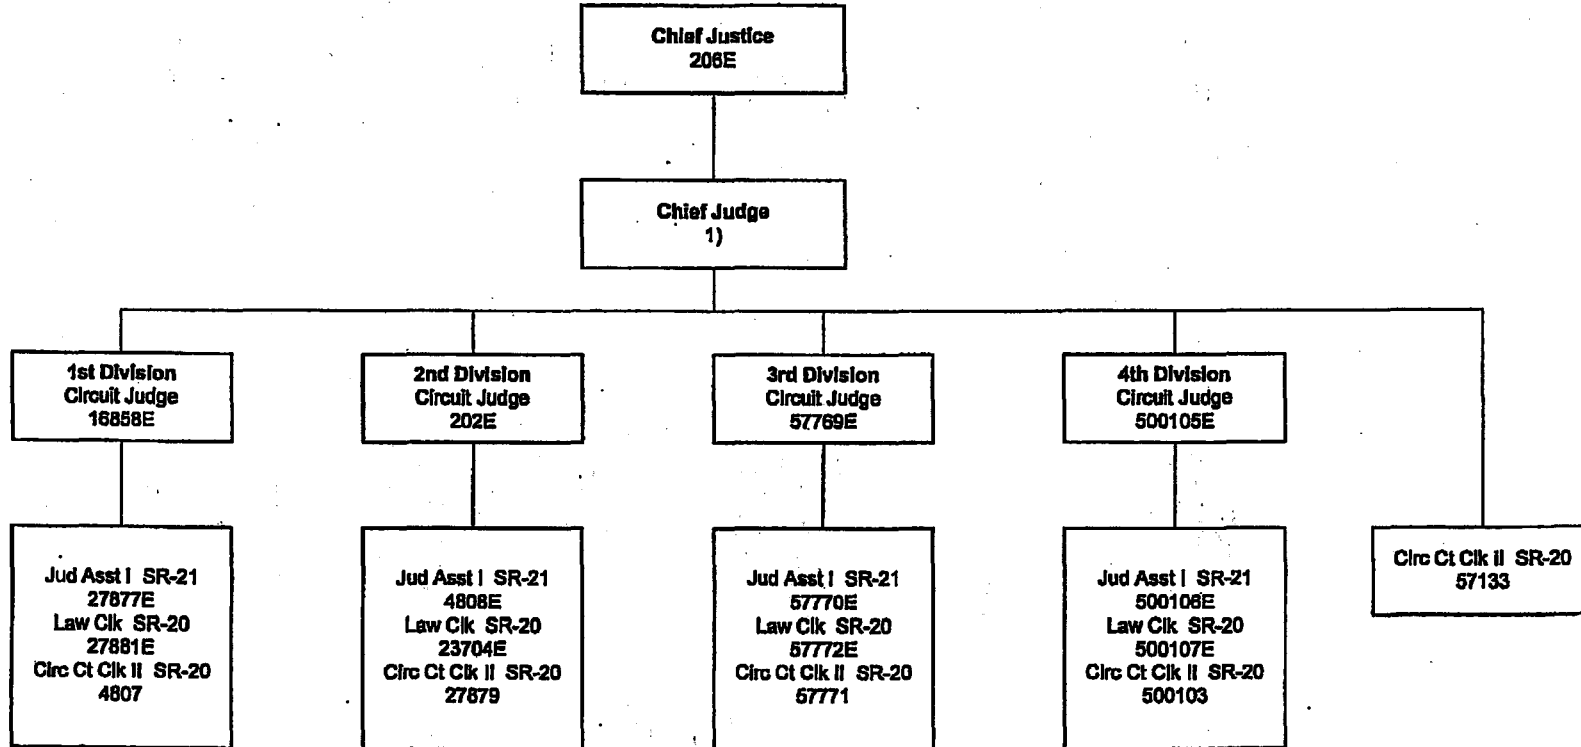 Chief Justice
206E
Chief Judge
1)
1st Division
Circuit Judge
16858E
2nd Division
Circuit Judge
202E
3rd Division
Circuit Judge
57769E
4th Division
Circuit Judge
500105E
Jud Asst I SR-21
27877E
Law Clk SR-20
27881E
Circ Ct Clk II SR-20
4807
Jud Asst I SR-21
4808E
Law Clk SR-20
23704E
Circ Ct Clk II SR-20
27879
Jud Asst I SR-21
57770E
Law Clk SR-20
57772E
Circ Ct Clk II SR-20
57771
Jud Asst I SR-21
500106E
Law Clk SR-20
500107E
Circ Ct Clk II SR-20
500103
Circ Ct Clk II SR-20
57133